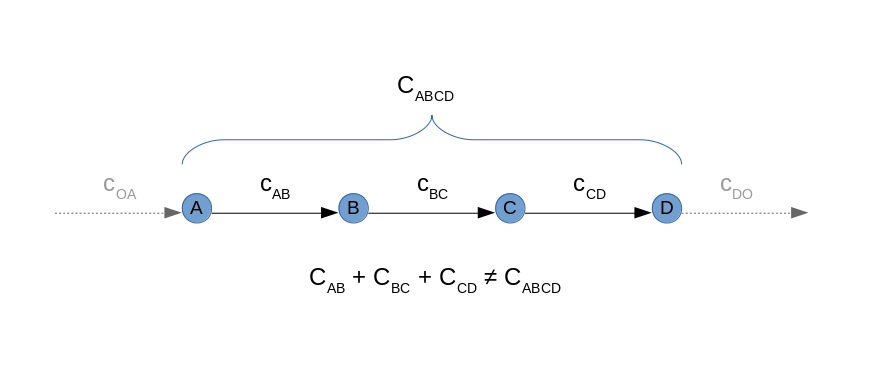 C_ABCD
c_OA c_AB c_BC c_CD c_DO
A B C D
C_AB + C_BC + C_CD ≠ C_ABCD